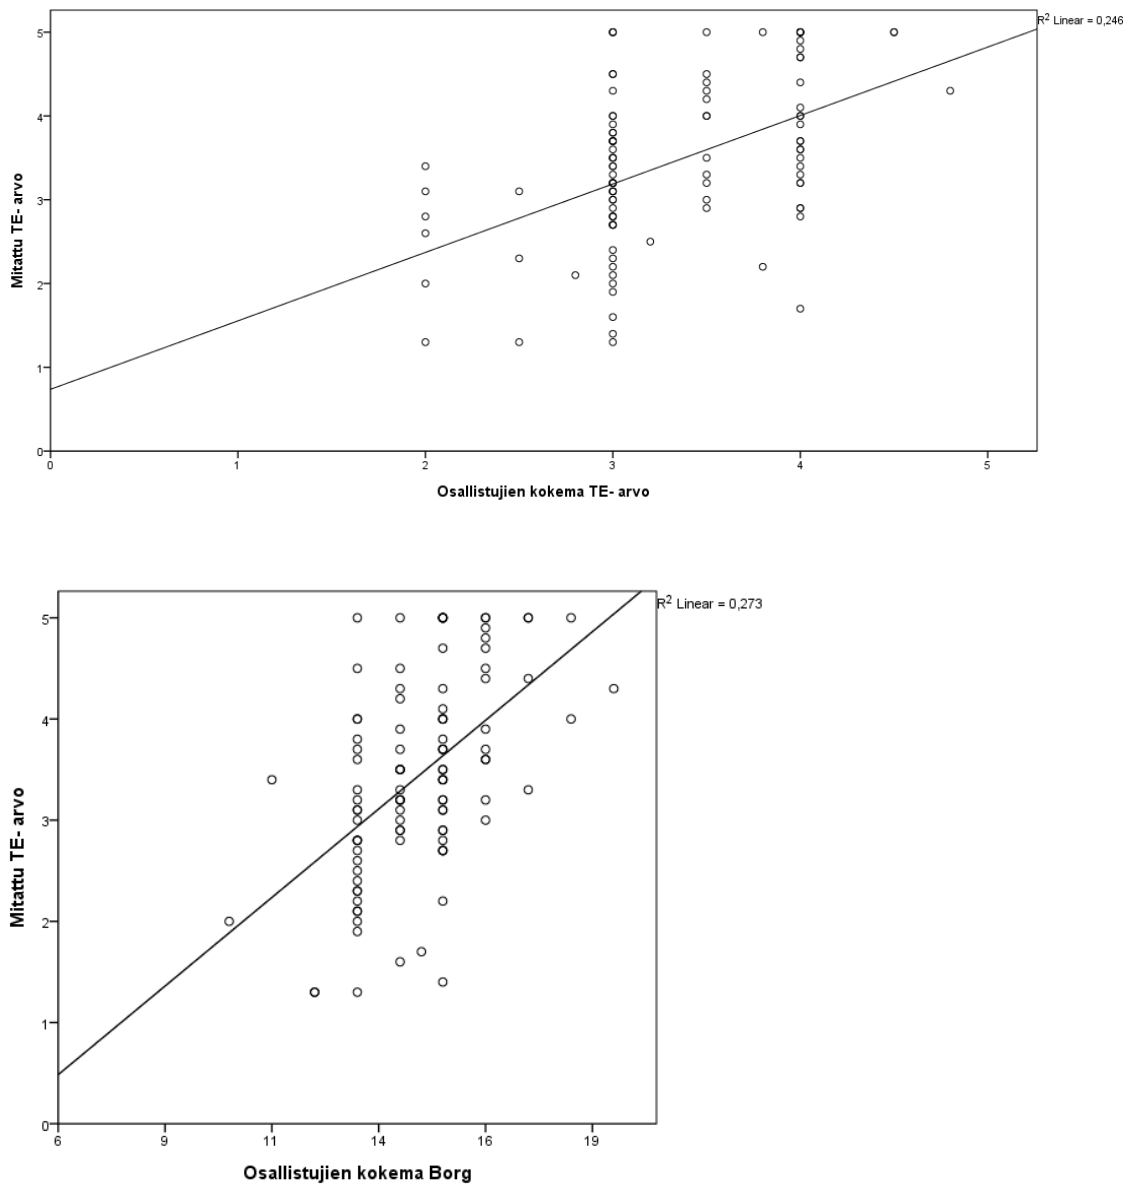 R² Linear = 0,246
5
4
3
2
1
0
Mitattu TE- arvo
0 1 2 3 4 5
Osallistujien kokema TE- arvo
R² Linear = 0,273
5
4
3
2
1
0
Mitattu TE- arvo
6 9 11 14 16 19
Osallistujien kokema Borg